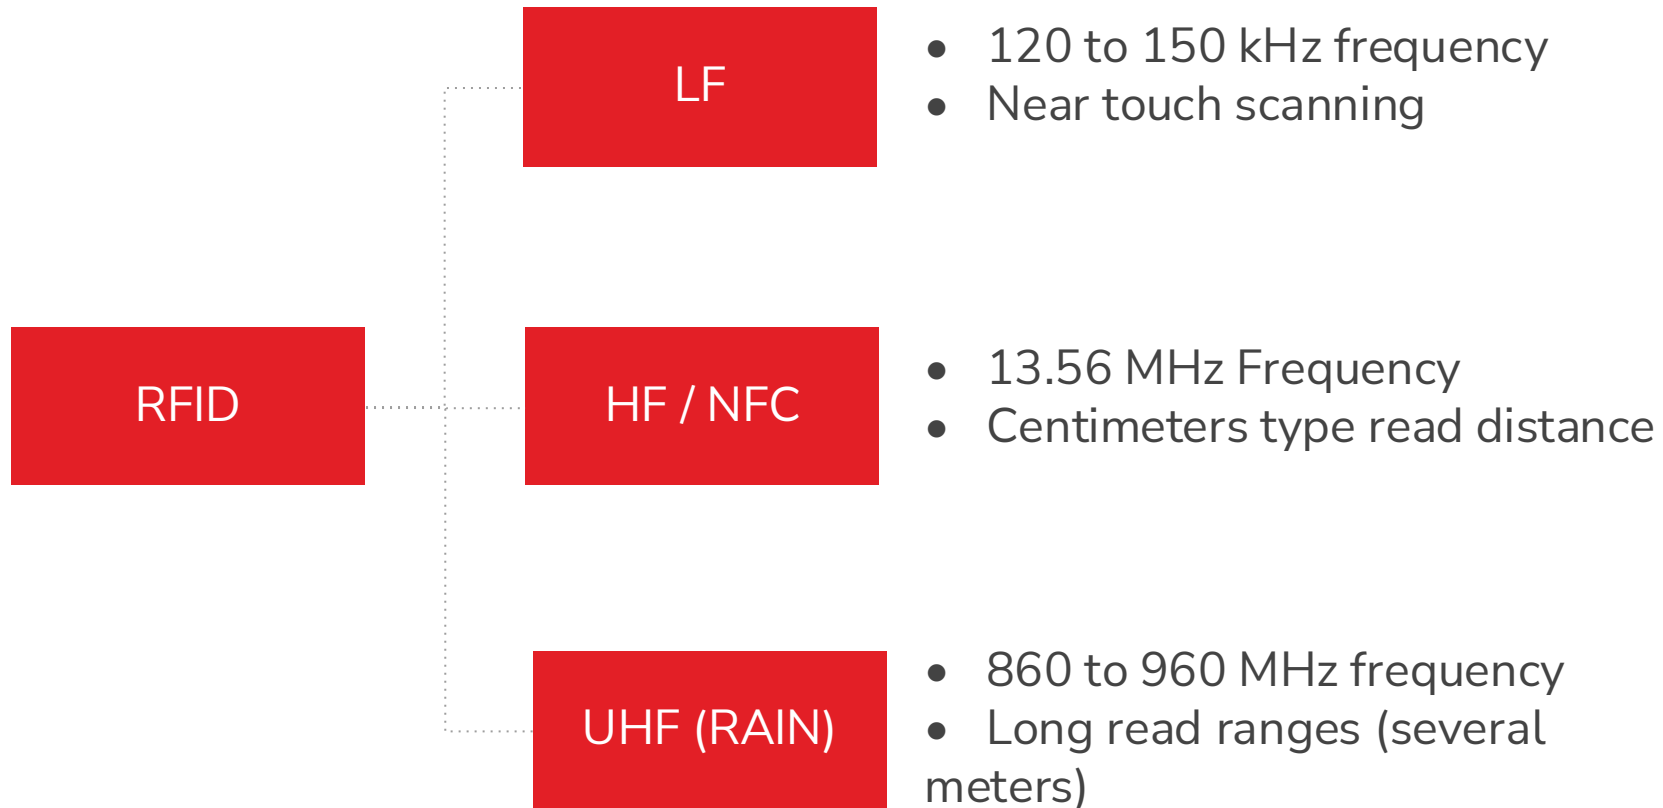 LF
• 120 to 150 kHz frequency
• Near touch scanning
RFID
HF / NFC
• 13.56 MHz Frequency
• Centimeters type read distance
UHF (RAIN)
• 860 to 960 MHz frequency
• Long read ranges (several
meters)